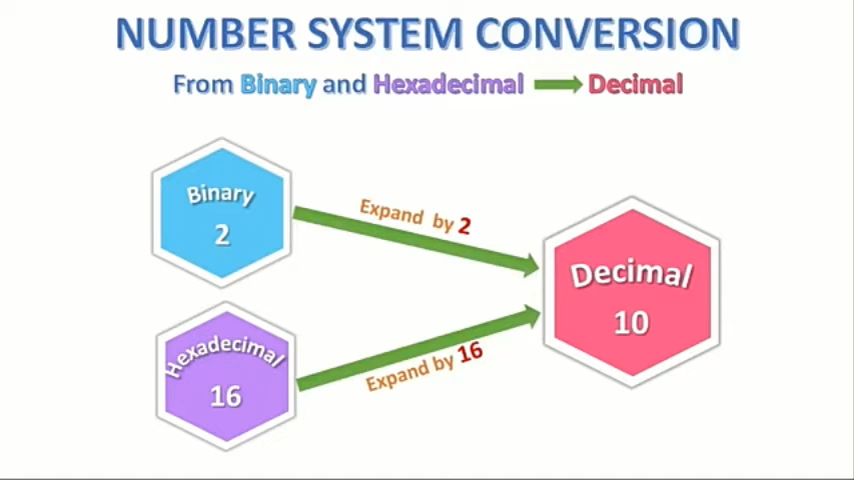 NUMBER SYSTEM CONVERSION
From Binary and Hexadecimal Decimal
Binary
2
Expand by 2
Decimal
10
Hexadecimal
16
Expand by 16